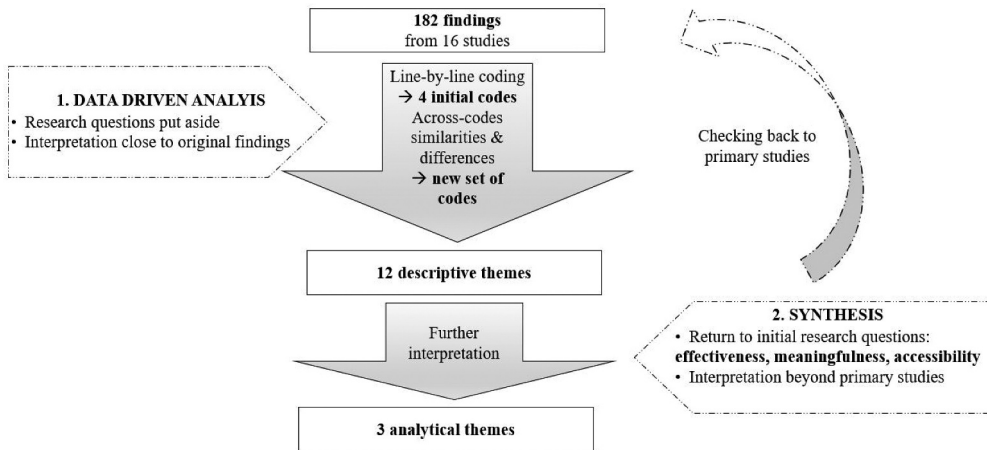 182 findings
from 16 studies
1. DATA DRIVEN ANALYIS
• Research questions put aside
• Interpretation close to original findings
Line-by-line coding
→ 4 initial codes
Across-codes
similarities &
differences
→ new set of
codes
Checking back to
primary studies
12 descriptive themes
Further
interpretation
2. SYNTHESIS
• Return to initial research questions:
effectiveness, meaningfulness, accessibility
• Interpretation beyond primary studies
3 analytical themes